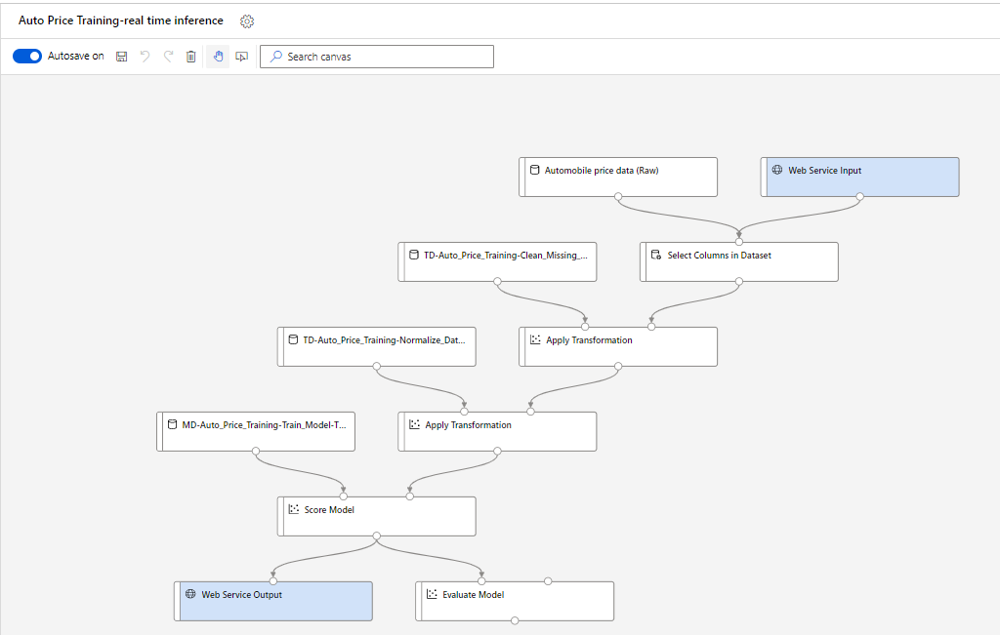 Auto Price Training-real time inference
Autosave on
Search canvas
Automobile price data (Raw)
Web Service Input
TD-Auto_Price_Training-Clean_Missing_...
Select Columns in Dataset
TD-Auto_Price_Training-Normalize_Dat...
Apply Transformation
MD-Auto_Price_Training-Train_Model-T...
Apply Transformation
Score Model
Web Service Output
Evaluate Model